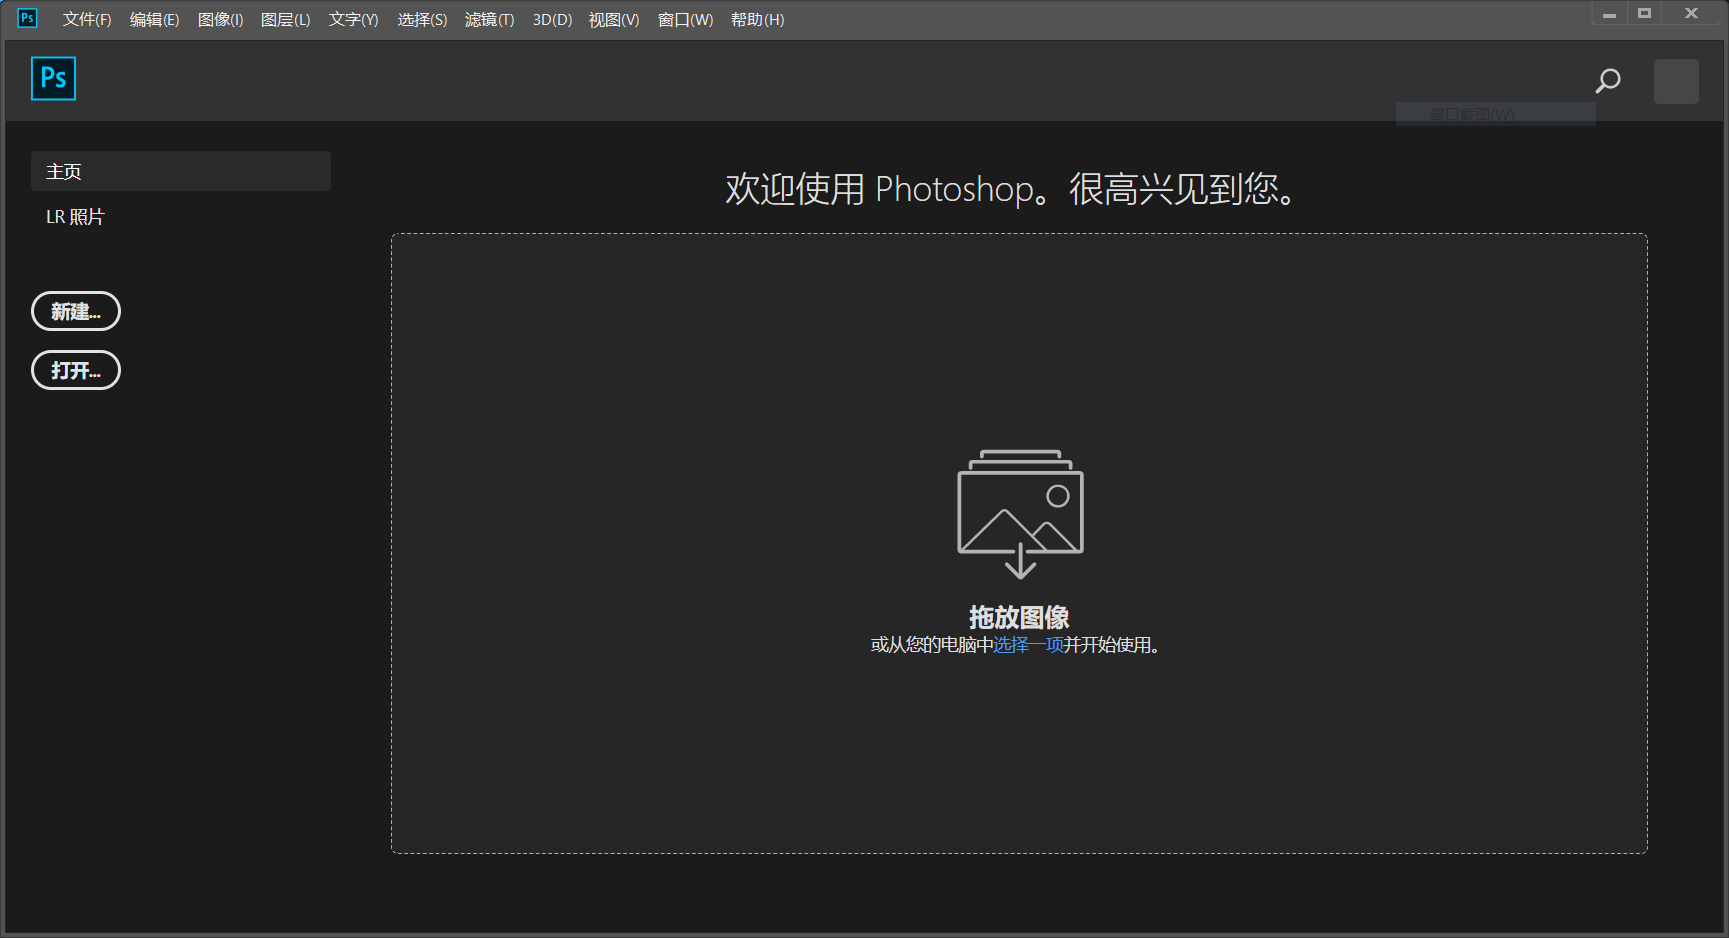 Ps 文件(F) 编辑(E) 图像(I) 图层(L) 文字(Y) 选择(S) 滤镜(T) 3D(D) 视图(V) 窗口(W) 帮助(H)
Ps
窗口截图[W]
主页
LR 照片
新建...
打开...
欢迎使用 Photoshop。很高兴见到您。
拖放图像
或从您的电脑中选择一项并开始使用。